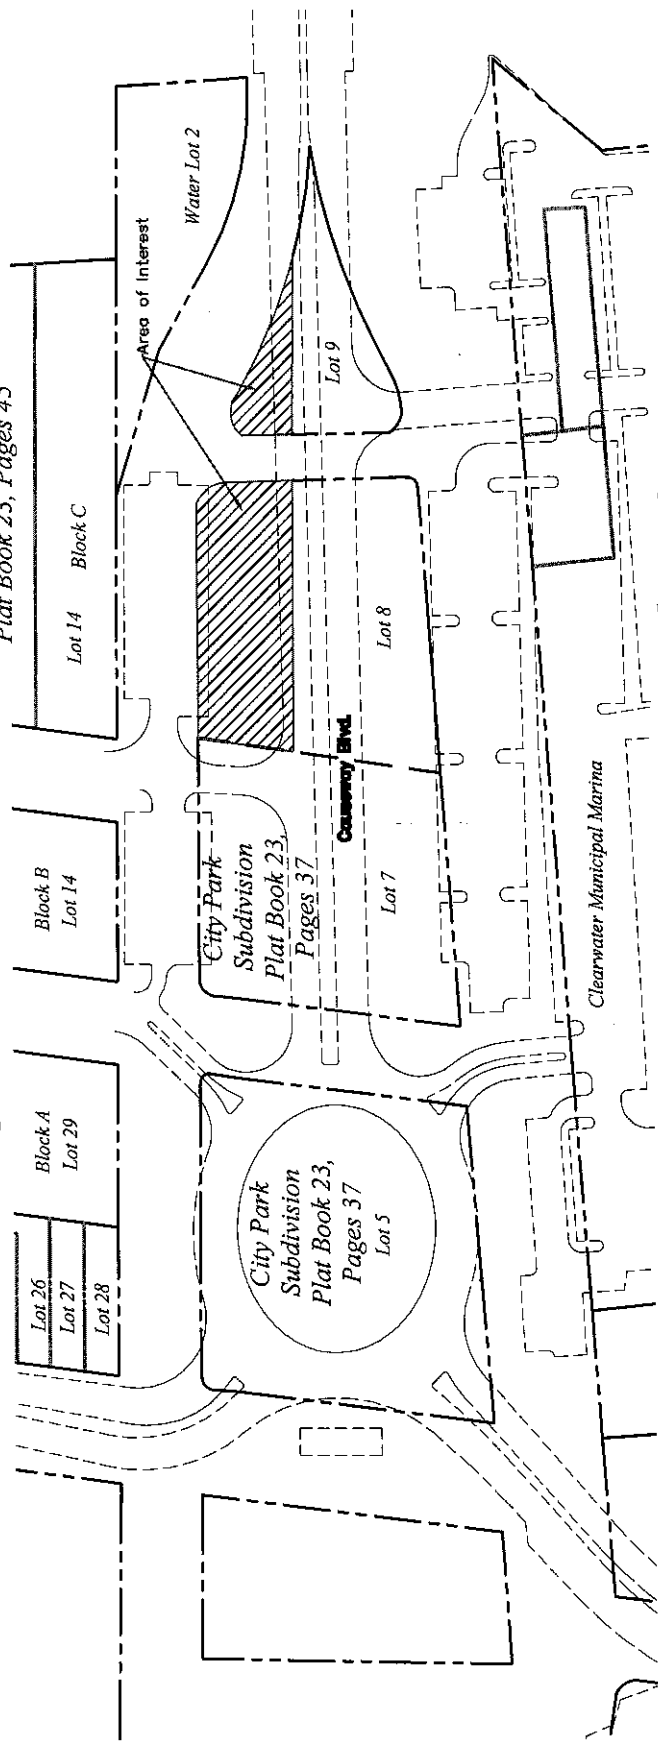 Plat Book 23, Pages 45
Lot 26
Lot 27
Lot 28
Block A
Lot 29
Block B
Lot 14
Lot 14
Block C
Water Lot 2
Area of Interest
City Park
Subdivision
Plat Book 23,
Pages 37
Lot 5
City Park
Subdivision
Plat Book 23,
Pages 37
Lot 7
Causeway Blvd.
Lot 8
Lot 9
Clearwater Municipal Marina